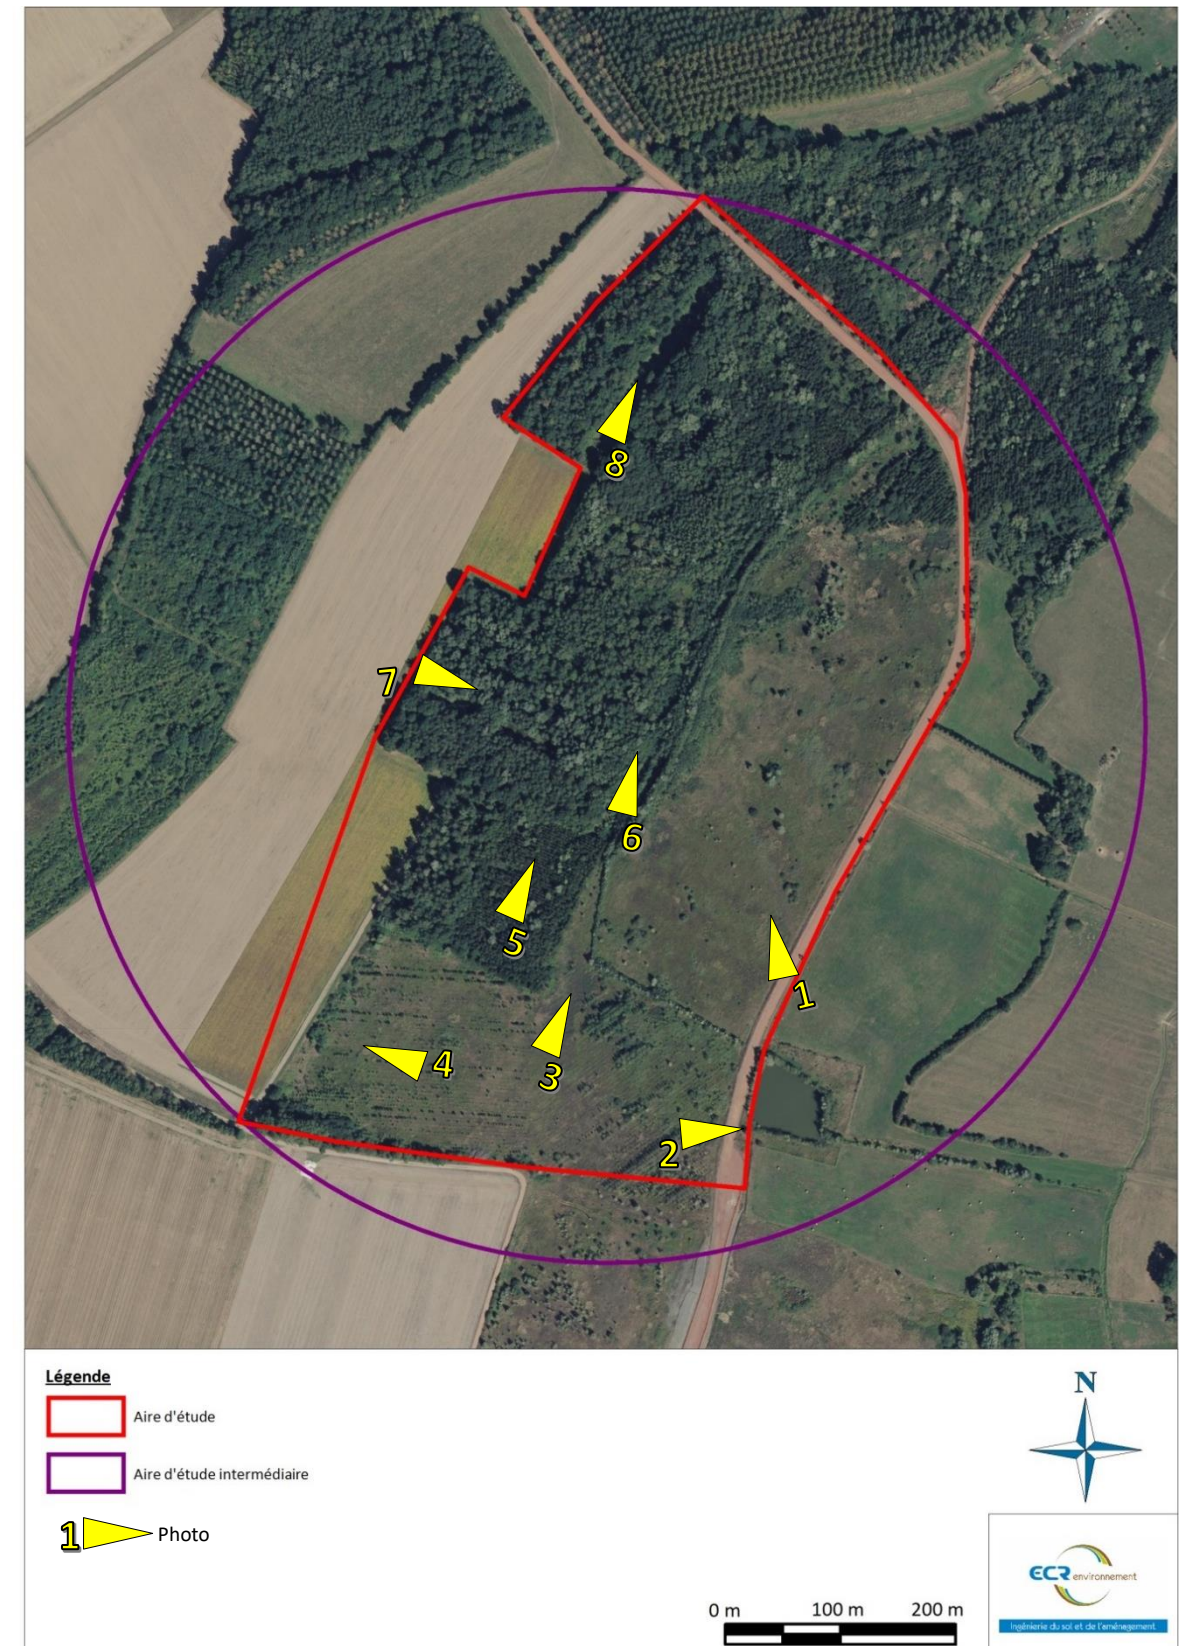 8
7
6
5
1
4
3
2
Légende
Aire d'étude
Aire d'étude intermédiaire
1 Photo
N
ECR environnement
Ingénierie du sol et de l'aménagement
0 m 100 m 200 m